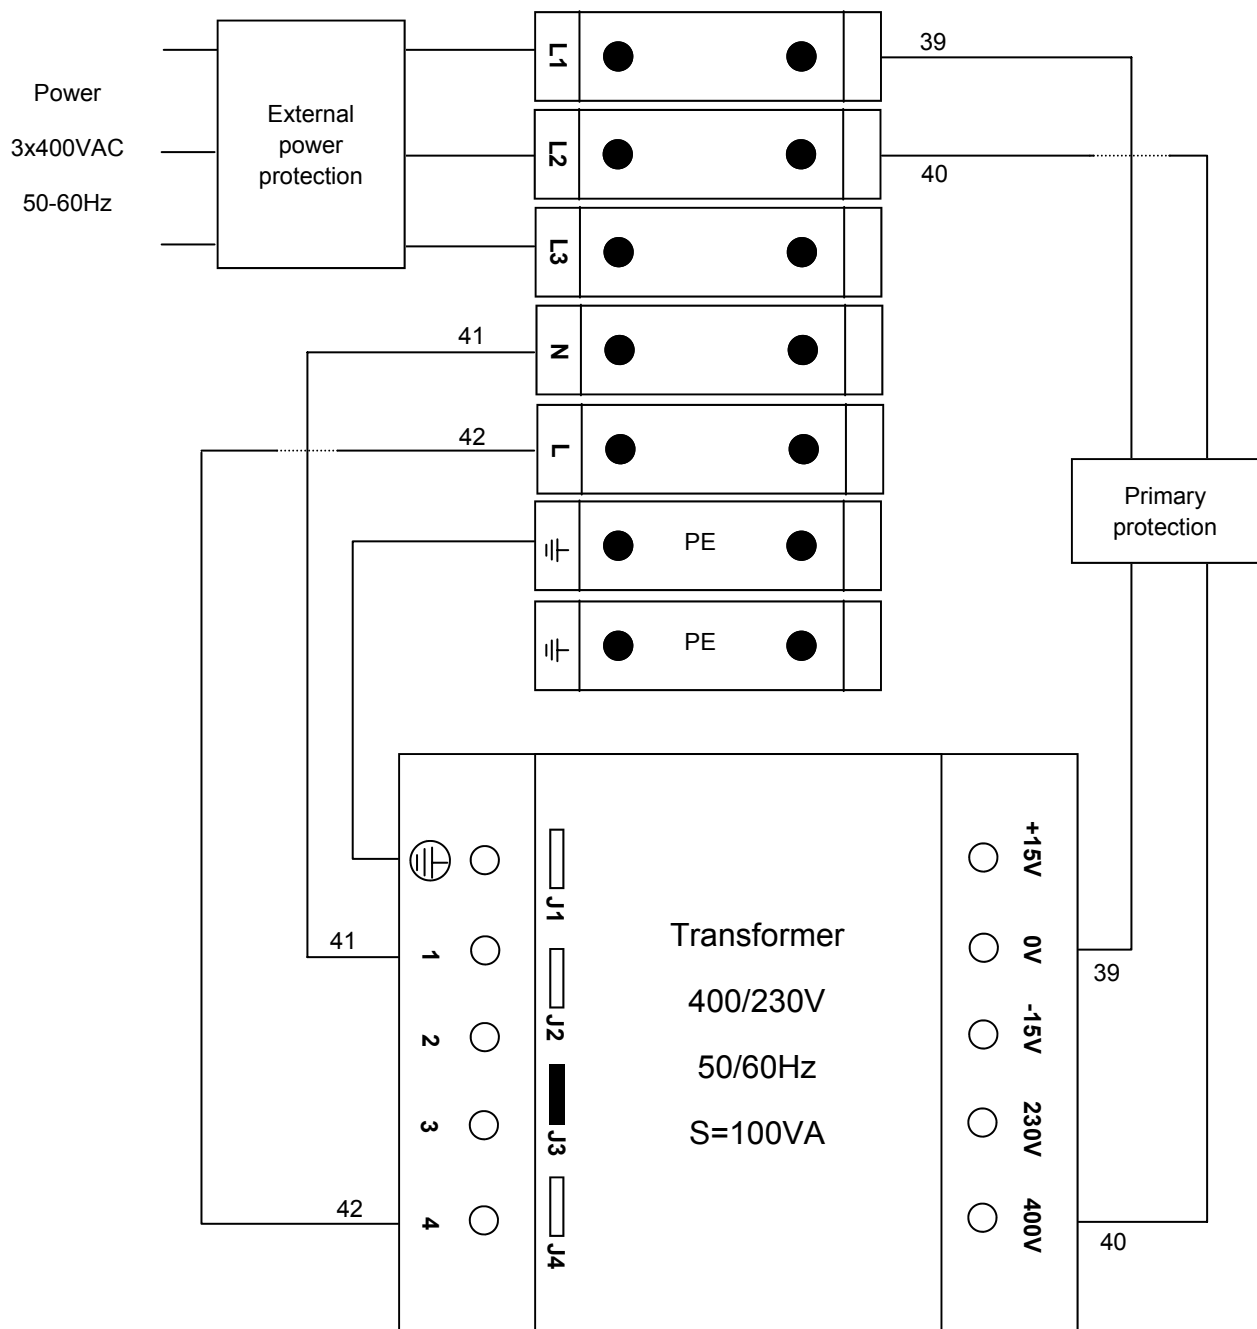 Power
3x400VAC
50-60Hz
External
power
protection
L1
L2
L3
N
L
PE
PE
39
40
41
42
Primary
protection
1
2
3
4
41
42
J1
J2
J3
J4
Transformer
400/230V
50/60Hz
S=100VA
+15V
0V
-15V
230V
400V
39
40